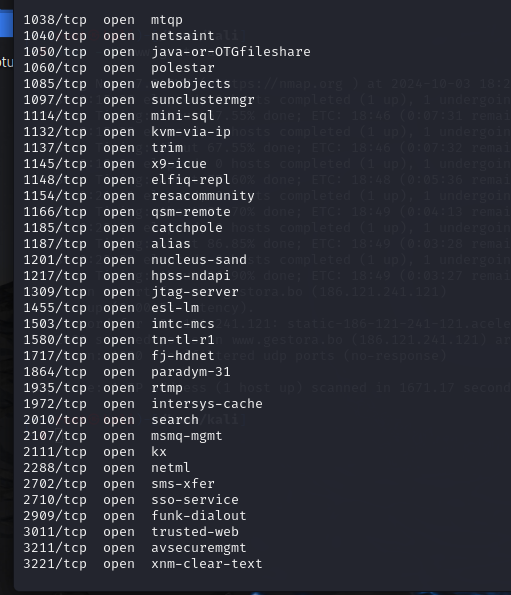 1038/tcp open mtqp
1040/tcp open netsaint
1050/tcp open java-or-OTGfileshare
1060/tcp open polestar
1085/tcp open webobjects
1097/tcp open sunclustermgr
1114/tcp open mini-sql
1132/tcp open kvm-via-ip
1137/tcp open trim
1145/tcp open x9-icue
1148/tcp open elfiq-repl
1154/tcp open resacommunity
1166/tcp open qsm-remote
1185/tcp open catchpole
1187/tcp open alias
1201/tcp open nucleus-sand
1217/tcp open hpss-ndapi
1309/tcp open jtag-server
1455/tcp open esl-lm
1503/tcp open imtc-mcs
1580/tcp open tn-tl-r1
1717/tcp open fj-hdnet
1864/tcp open paradym-31
1935/tcp open rtmp
1972/tcp open intersys-cache
2010/tcp open search
2107/tcp open msmq-mgmt
2111/tcp open kx
2288/tcp open netml
2702/tcp open sms-xfer
2710/tcp open sso-service
2909/tcp open funk-dialout
3011/tcp open trusted-web
3211/tcp open avsecuremgmt
3221/tcp open xnm-clear-text